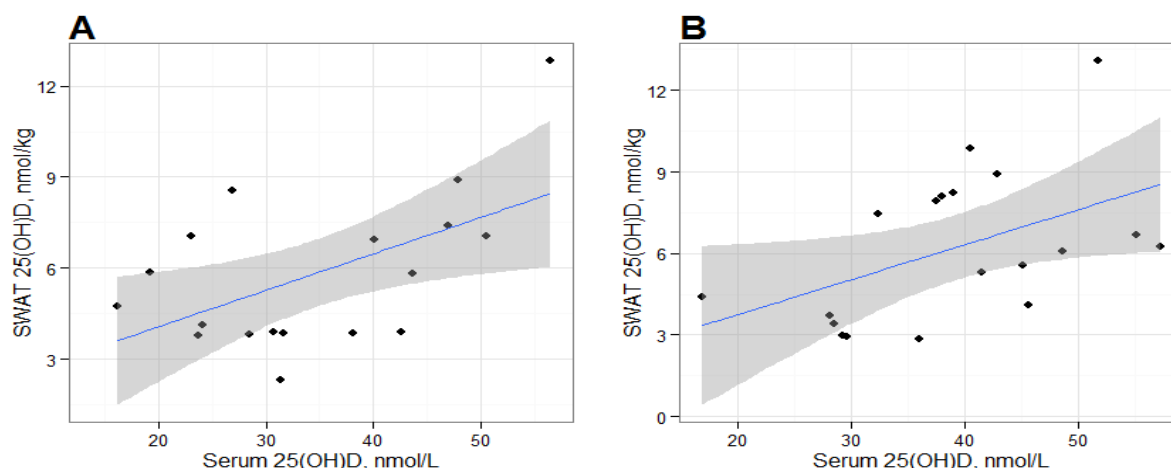 A
SWAT 25(OH)D, nmol/kg
12
9
6
3
20 30 40 50
Serum 25(OH)D, nmol/L
B
SWAT 25(OH)D, nmol/kg
12
9
6
3
0
20 30 40 50
Serum 25(OH)D, nmol/L